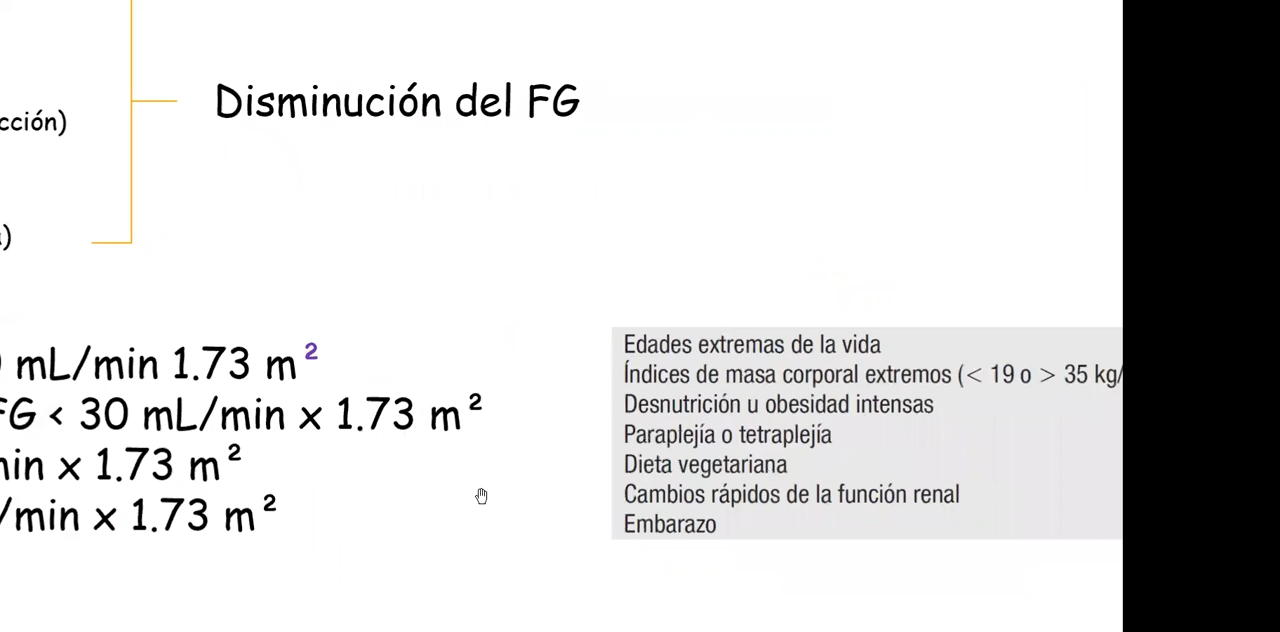 Disminución del FG
cción)
)
mL/min 1.73 m²
FG < 30 mL/min x 1.73 m²
min x 1.73 m²
/min x 1.73 m²
Edades extremas de la vida
Índices de masa corporal extremos (< 19 o > 35 kg/
Desnutrición u obesidad intensas
Paraplejía o tetraplejía
Dieta vegetariana
Cambios rápidos de la función renal
Embarazo